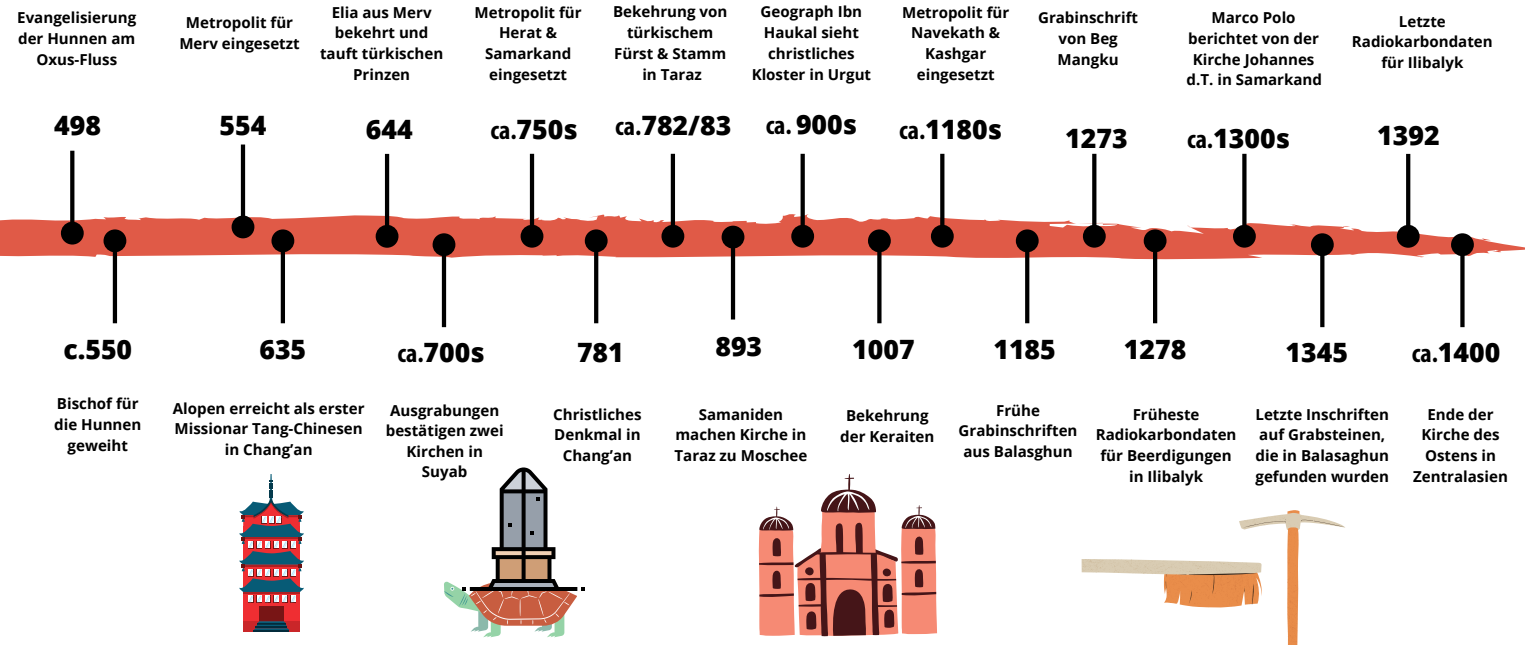 Evangelisierung
der Hunnen am
Oxus-Fluss
498
c.550
Bischof für
die Hunnen
geweiht
Metropolit für
Merv eingesetzt
554
635
Alopen erreicht als erster
Missionar Tang-Chinesen
in Chang’an
Elia aus Merv
bekehrt und
tauft türkischen
Prinzen
644
ca.700s
Ausgrabungen
bestätigen zwei
Kirchen in
Suyab
Metropolit für
Herat &
Samarkand
eingesetzt
ca.750s
781
Christliches
Denkmal in
Chang’an
Bekehrung von
türkischem
Fürst & Stamm
in Taraz
ca.782/83
893
Samaniden
machen Kirche in
Taraz zu Moschee
Geograph Ibn
Haukal sieht
christliches
Kloster in Urgut
ca. 900s
1007
Bekehrung
der Keraiten
Metropolit für
Navekath &
Kashgar
eingesetzt
ca.1180s
1185
Frühe
Grabinschriften
aus Balasghun
Grabinschrift
von Beg
Mangku
1273
1278
Früheste
Radiokarbondaten
für Beerdigungen
in Ilibalyk
Marco Polo
berichtet von der
Kirche Johannes
d.T. in Samarkand
ca.1300s
1345
Letzte Inschriften
auf Grabsteinen,
die in Balasaghun
gefunden wurden
Letzte
Radiokarbondaten
für Ilibalyk
1392
ca.1400
Ende der
Kirche des
Ostens in
Zentralasien